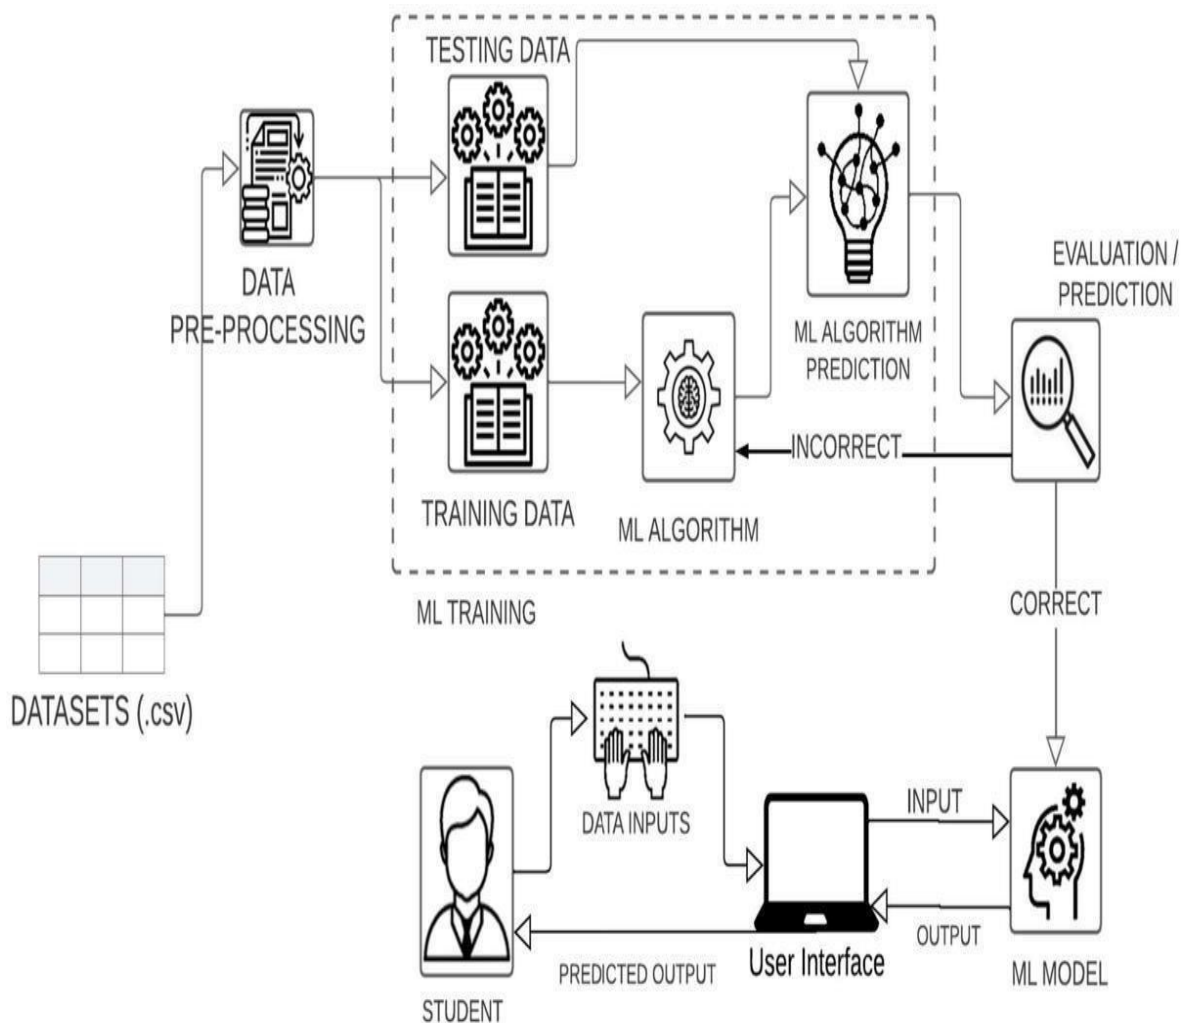 TESTING DATA
DATA
PRE-PROCESSING
EVALUATION /
PREDICTION
ML ALGORITHM
PREDICTION
INCORRECT
TRAINING DATA
ML ALGORITHM
ML TRAINING
CORRECT
DATASETS (.csv)
DATA INPUTS
INPUT
OUTPUT
User Interface
PREDICTED OUTPUT
ML MODEL
STUDENT